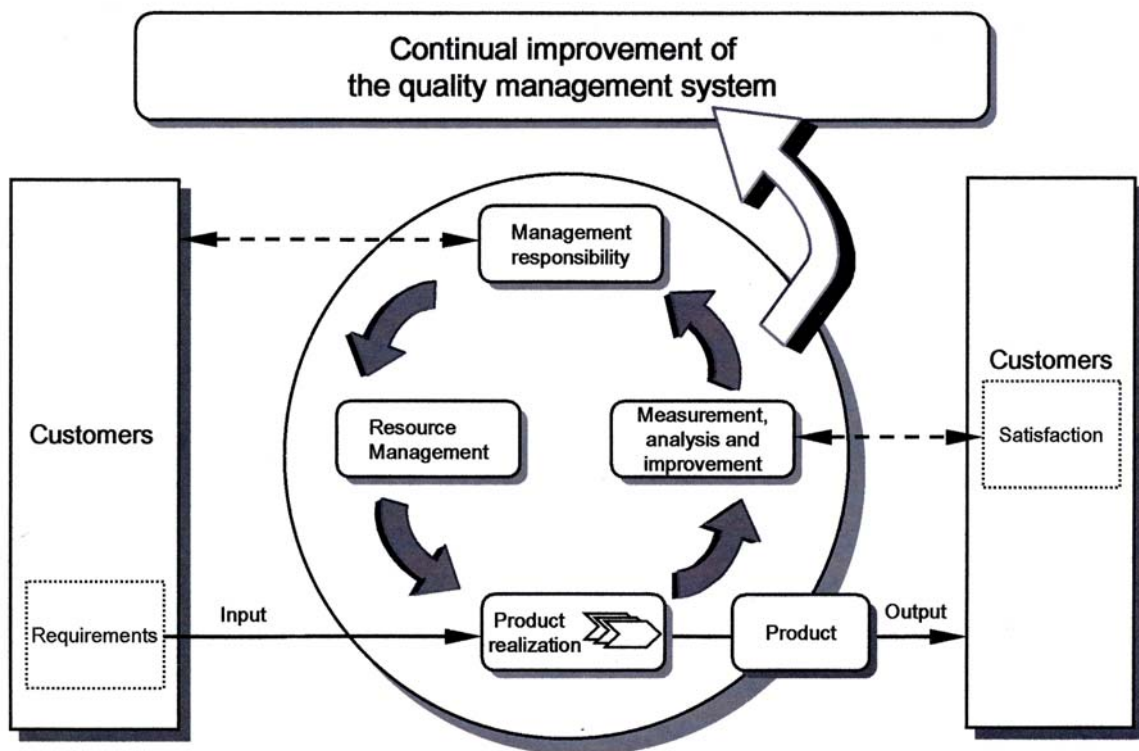 Continual improvement of
the quality management system
Management
responsibility
Customers
Resource
Management
Measurement,
analysis and
improvement
Customers
Satisfaction
Requirements
Input
Product
realization
Product
Output